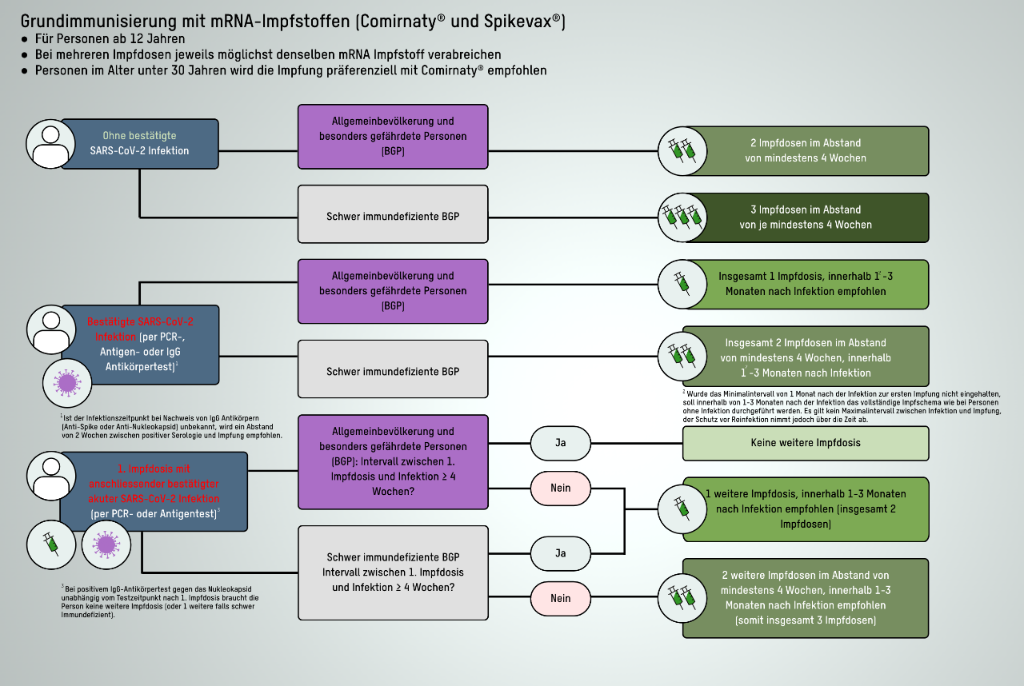 Grundimmunisierung mit mRNA-Impfstoffen (Comirnaty® und Spikevax®)
● Für Personen ab 12 Jahren
● Bei mehreren Impfdosen jeweils möglichst denselben mRNA Impfstoff verabreichen
● Personen im Alter unter 30 Jahren wird die Impfung präferenziell mit Comirnaty® empfohlen
Ohne bestätigte
SARS-CoV-2 Infektion
Allgemeinbevölkerung und
besonders gefährdete Personen
(BGP)
2 Impfdosen im Abstand
von mindestens 4 Wochen
Schwer immundefiziente BGP
3 Impfdosen im Abstand
von je mindestens 4 Wochen
Bestätigte SARS-CoV-2
Infektion (per PCR-,
Antigen- oder IgG
Antikörpertest)¹
Allgemeinbevölkerung und
besonders gefährdete Personen
(BGP)
Insgesamt 1 Impfdosis, innerhalb 1²-3
Monaten nach Infektion empfohlen
Schwer immundefiziente BGP
Insgesamt 2 Impfdosen im Abstand
von mindestens 4 Wochen, innerhalb
1²-3 Monaten nach Infektion
¹Ist der Infektionszeitpunkt bei Nachweis von IgG Antikörpern
(Anti-Spike oder Anti-Nukleokapsid) unbekannt, wird ein Abstand
von 2 Wochen zwischen positiver Serologie und Impfung empfohlen.
² Wurde das Minimalintervall von 1 Monat nach der Infektion zur ersten Impfung nicht eingehalten,
soll innerhalb von 1-3 Monaten nach der Infektion das vollständige Impfschema wie bei Personen
ohne Infektion durchgeführt werden. Es gilt kein Maximalintervall zwischen Infektion und Impfung,
der Schutz vor Reinfektion nimmt jedoch über die Zeit ab.
1. Impfdosis mit
anschliessender bestätigter
akuter SARS-CoV-2 Infektion
(per PCR- oder Antigentest)³
Allgemeinbevölkerung und
besonders gefährdete Personen
(BGP): Intervall zwischen 1.
Impfdosis und Infektion ≥ 4
Wochen?
Ja
Keine weitere Impfdosis
Nein
1 weitere Impfdosis, innerhalb 1-3 Monaten
nach Infektion empfohlen (insgesamt 2
Impfdosen)
Schwer immundefiziente BGP
Intervall zwischen 1. Impfdosis
und Infektion ≥ 4 Wochen?
Ja
Nein
2 weitere Impfdosen im Abstand von
mindestens 4 Wochen, innerhalb 1-3
Monaten nach Infektion empfohlen
(somit insgesamt 3 Impfdosen)
³Bei positivem IgG-Antikörpertest gegen das Nukleokapsid
unabhängig vom Testzeitpunkt nach 1. Impfdosis braucht die
Person keine weitere Impfdosis (oder 1 weitere falls schwer
immundefizient).